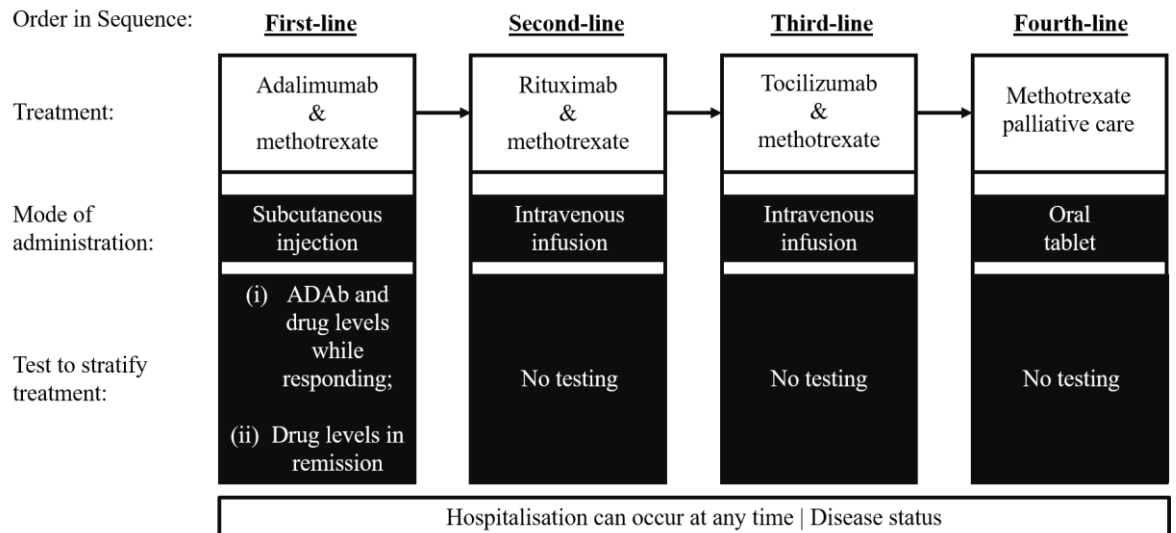 Order in Sequence:
First-line
Second-line
Third-line
Fourth-line
Treatment:
Adalimumab
&
methotrexate
Rituximab
&
methotrexate
Tocilizumab
&
methotrexate
Methotrexate
palliative care
Mode of
administration:
Subcutaneous
injection
Intravenous
infusion
Intravenous
infusion
Oral
tablet
Test to stratify
treatment:
(i) ADAb and
drug levels
while
responding;
(ii) Drug levels in
remission
No testing
No testing
No testing
Hospitalisation can occur at any time | Disease status